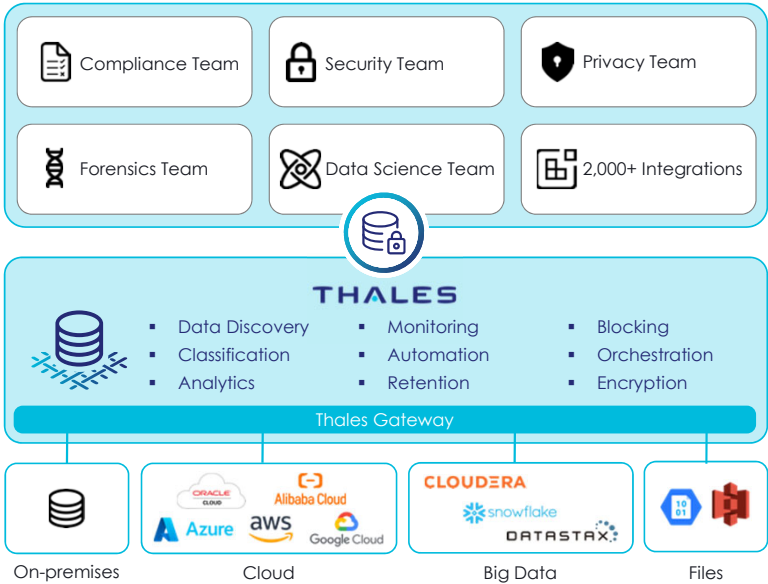 Compliance Team
Security Team
Privacy Team
Forensics Team
Data Science Team
2,000+ Integrations
THALES
▪ Data Discovery
▪ Monitoring
▪ Blocking
▪ Classification
▪ Automation
▪ Orchestration
▪ Analytics
▪ Retention
▪ Encryption
Thales Gateway
ORACLE
CLOUD
Alibaba Cloud
Azure
aws
Google Cloud
CLOUDERA
snowflake
DATASTAX
10
01
On-premises
Cloud
Big Data
Files